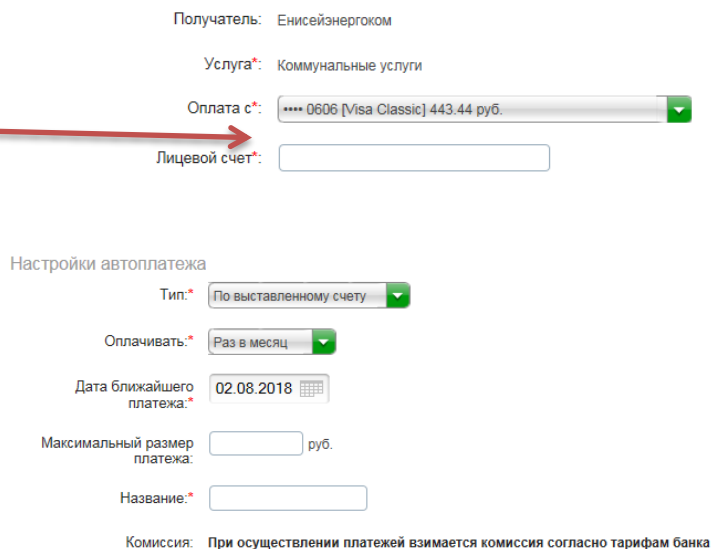 Получатель: Енисейэнергоком
Услуга*: Коммунальные услуги
Оплата с*: •••• 0606 [Visa Classic] 443.44 руб.
Лицевой счет*:
Настройки автоплатежа
Тип:* По выставленному счету
Оплачивать:* Раз в месяц
Дата ближайшего
платежа:* 02.08.2018
Максимальный размер
платежа: руб.
Название:*
Комиссия: При осуществлении платежей взимается комиссия согласно тарифам банка